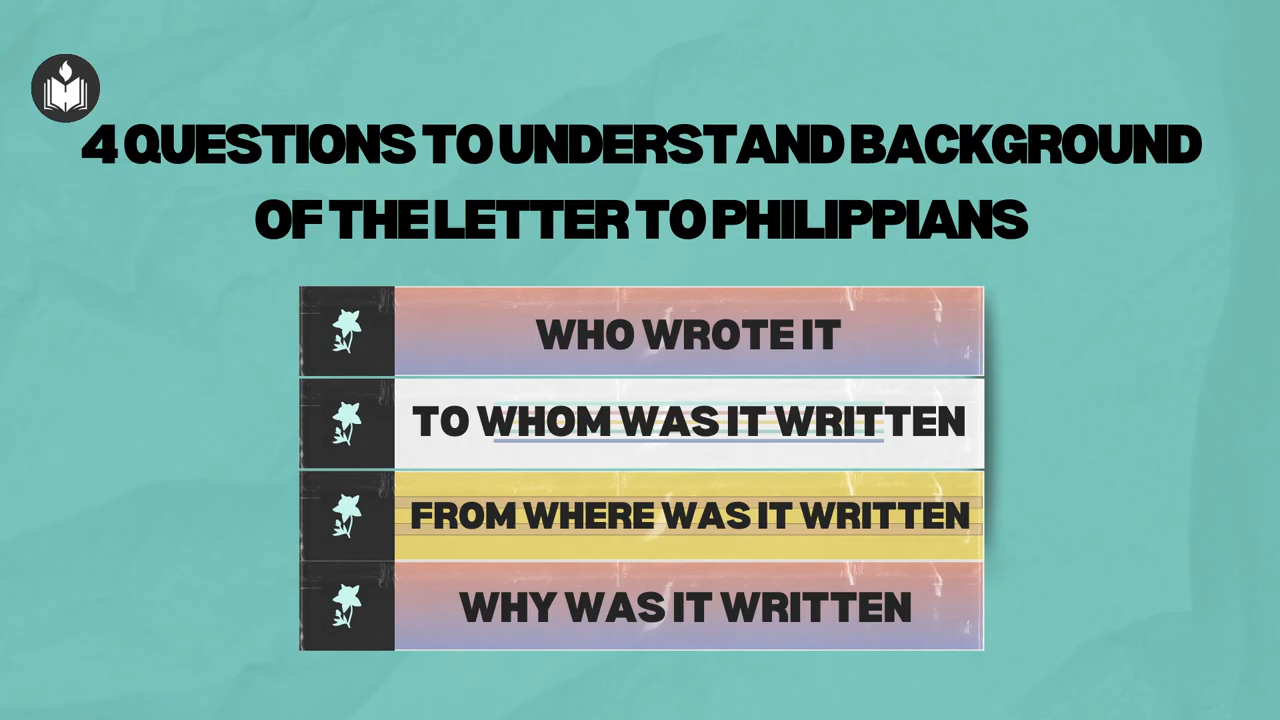 4 QUESTIONS TO UNDERSTAND BACKGROUND
OF THE LETTER TO PHILIPPIANS
WHO WROTE IT
TO WHOM WAS IT WRITTEN
FROM WHERE WAS IT WRITTEN
WHY WAS IT WRITTEN